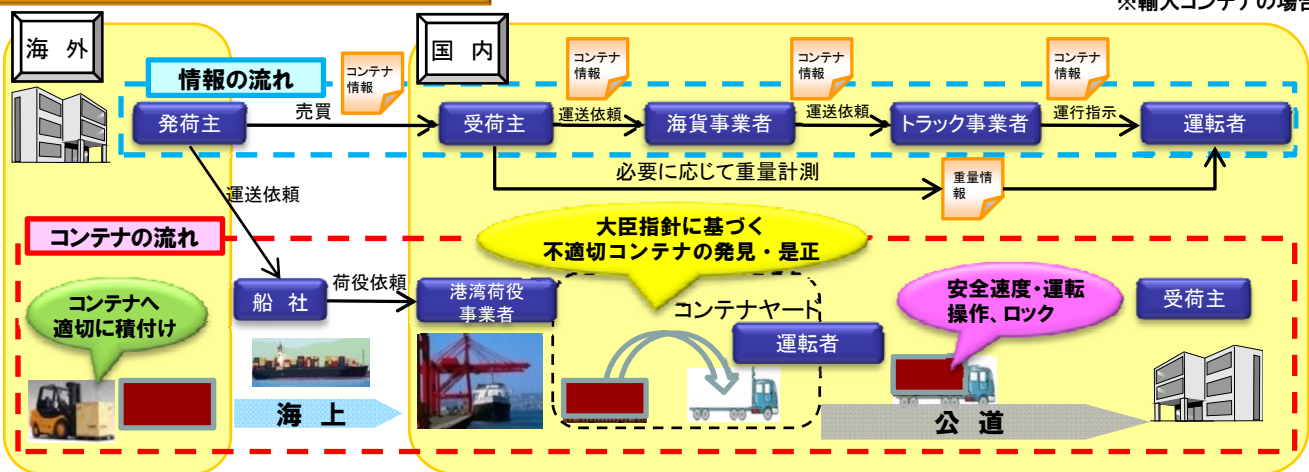 ※輸入コンテナの場合
海 外
国 内
情報の流れ
コンテナ
情報
コンテナ
情報
コンテナ
情報
コンテナ
情報
発荷主
売買
受荷主
運送依頼
海貨事業者
運送依頼
トラック事業者
運行指示
運転者
必要に応じて重量計測
重量情
報
運送依頼
コンテナの流れ
大臣指針に基づく
不適切コンテナの発見・是正
コンテナへ
適切に積付け
船 社
荷役依頼
港湾荷役
事業者
コンテナヤード
運転者
安全速度・運転
操作、ロック
受荷主
海 上
公 道